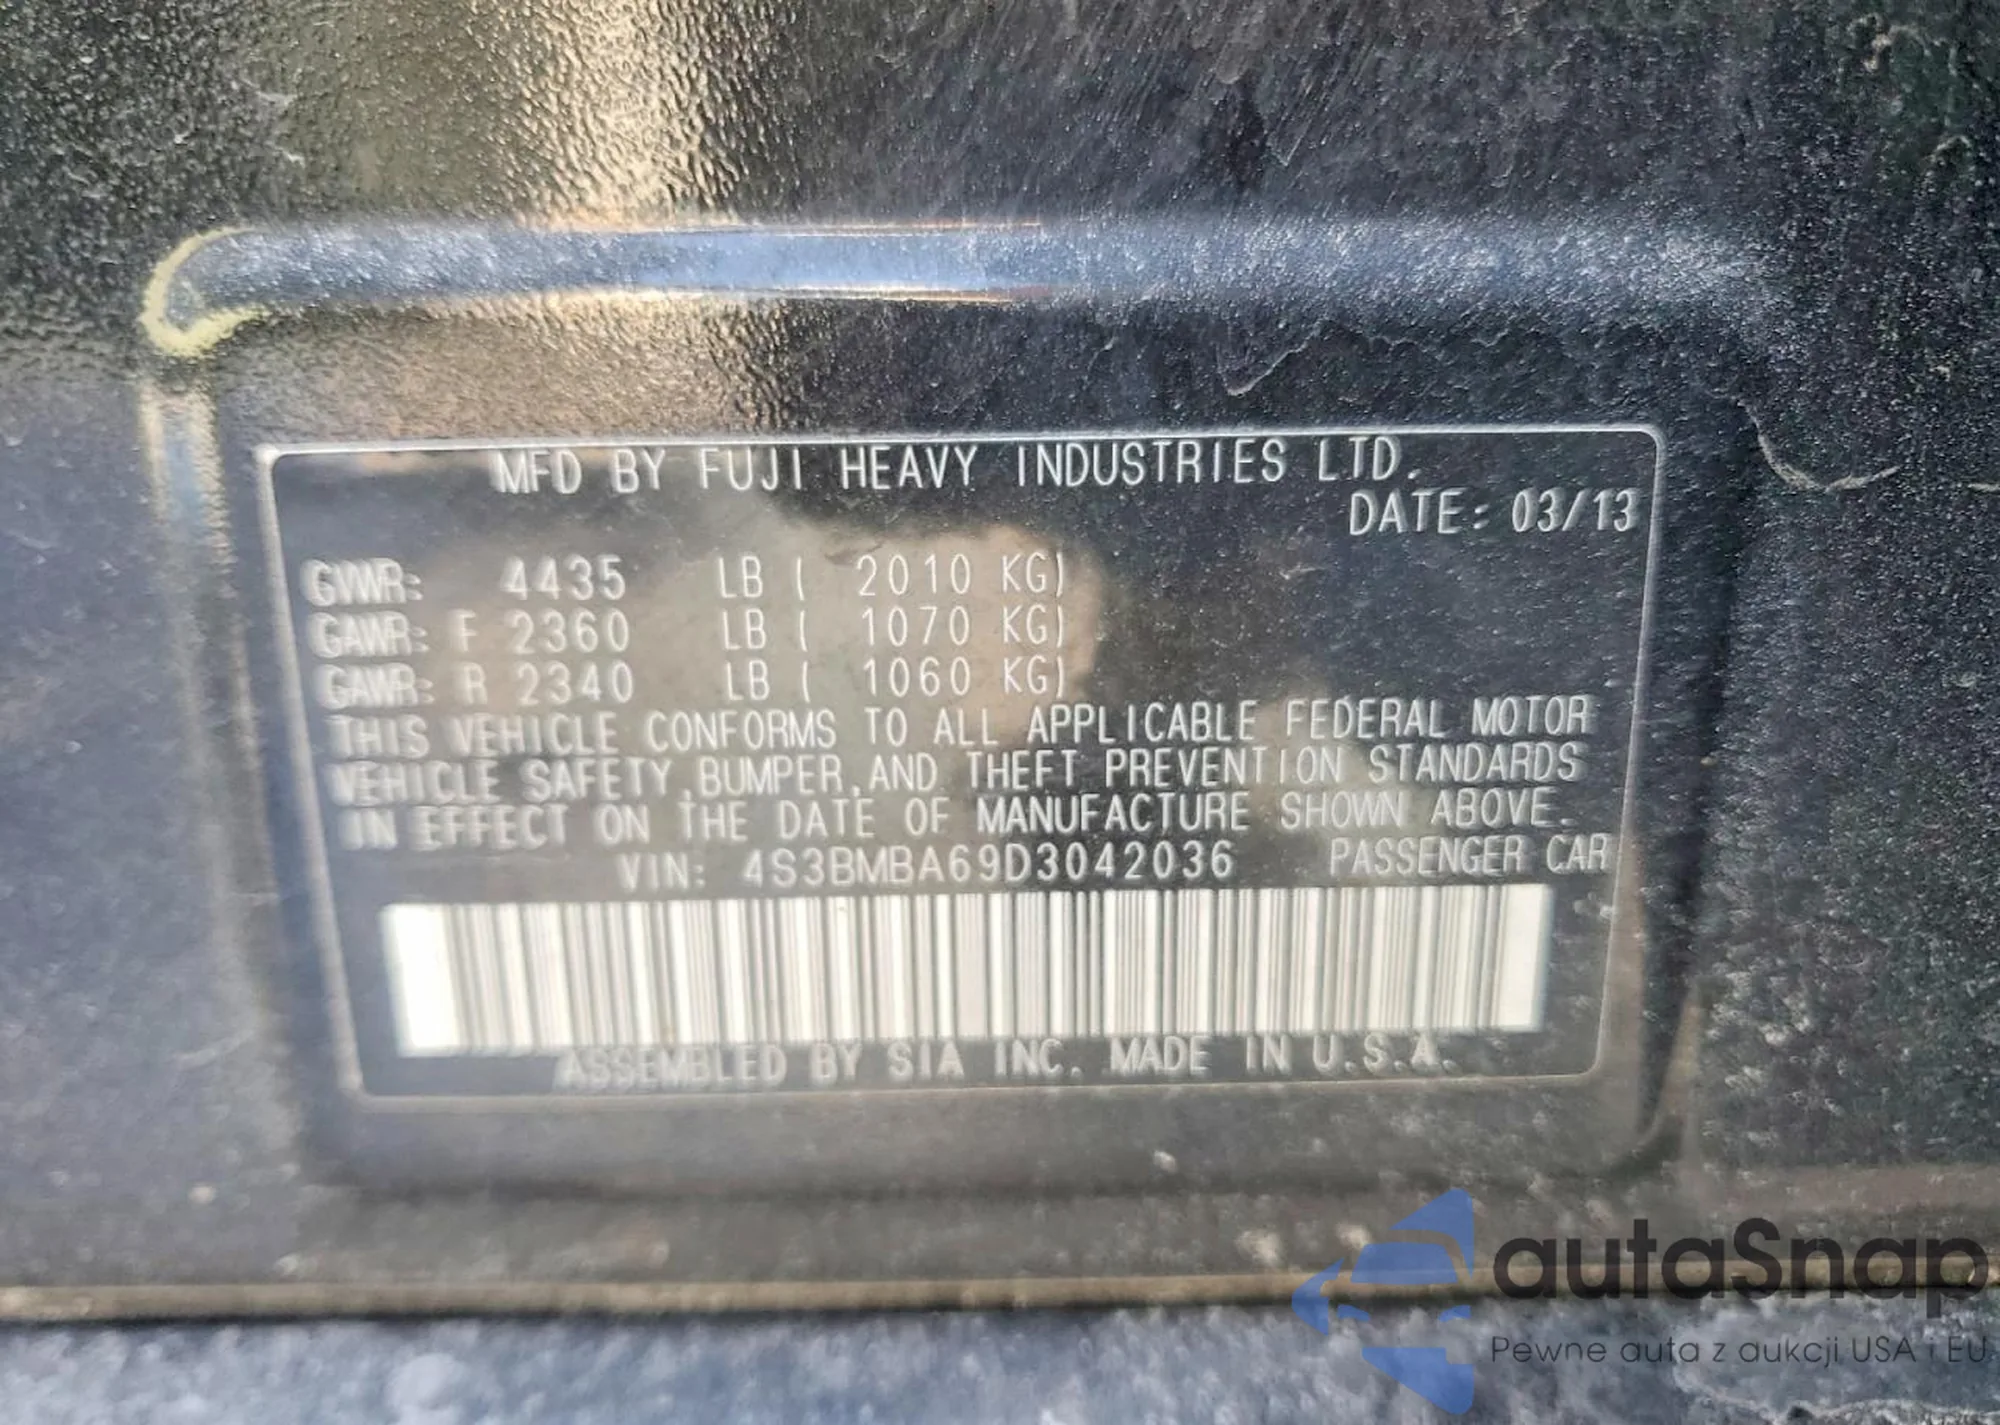 MFD BY FUJI HEAVY INDUSTRIES LTD.
DATE: 03/13
GVWR: 4435 LB ( 2010 KG)
GAWR: F 2360 LB ( 1070 KG)
GAWR: R 2340 LB ( 1060 KG)
THIS VEHICLE CONFORMS TO ALL APPLICABLE FEDERAL MOTOR
VEHICLE SAFETY,BUMPER,AND THEFT PREVENTION STANDARDS
IN EFFECT ON THE DATE OF MANUFACTURE SHOWN ABOVE.
VIN: 4S3BMBA69D3042036 PASSENGER CAR
ASSEMBLED BY SIA INC. MADE IN U.S.A.
autaSnap
Pewne auta z aukcji USA i EU